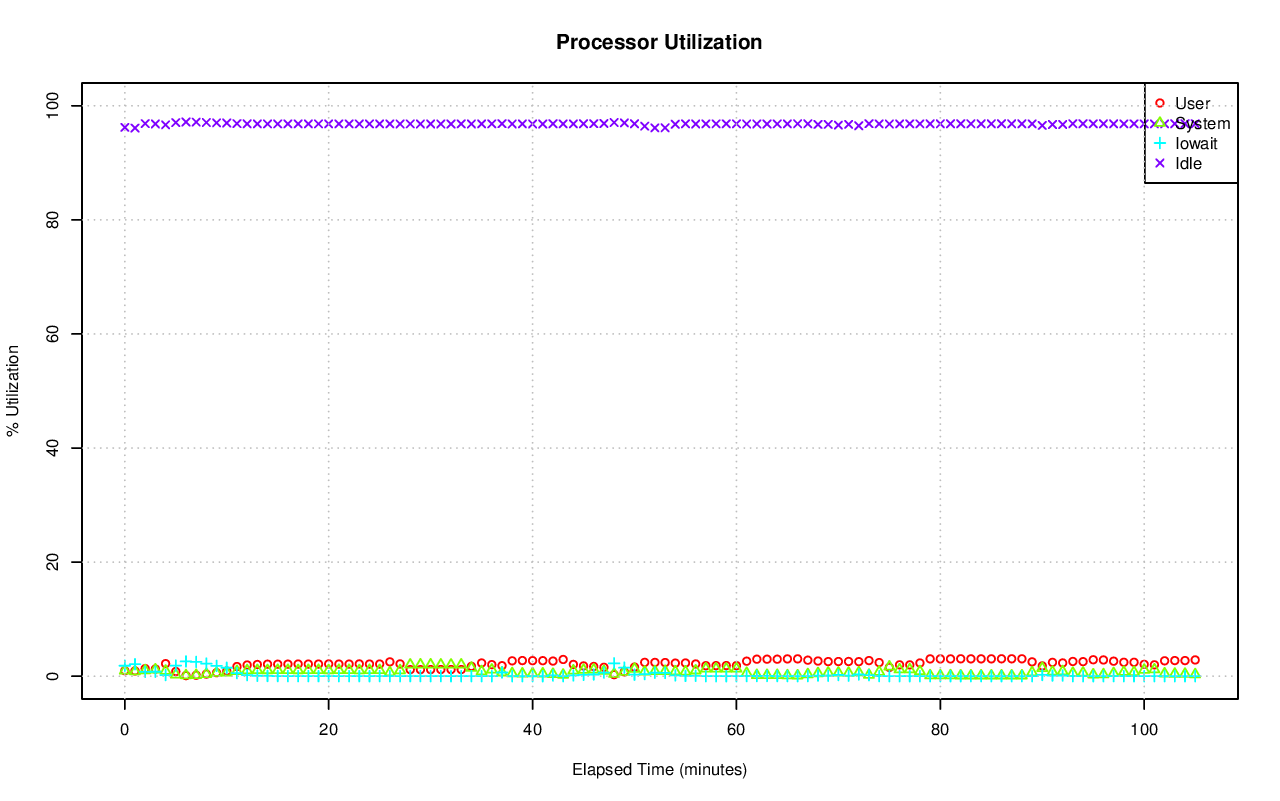 Processor Utilization
% Utilization
100
80
60
40
20
0
User
System
Iowait
Idle
0 20 40 60 80 100
Elapsed Time (minutes)